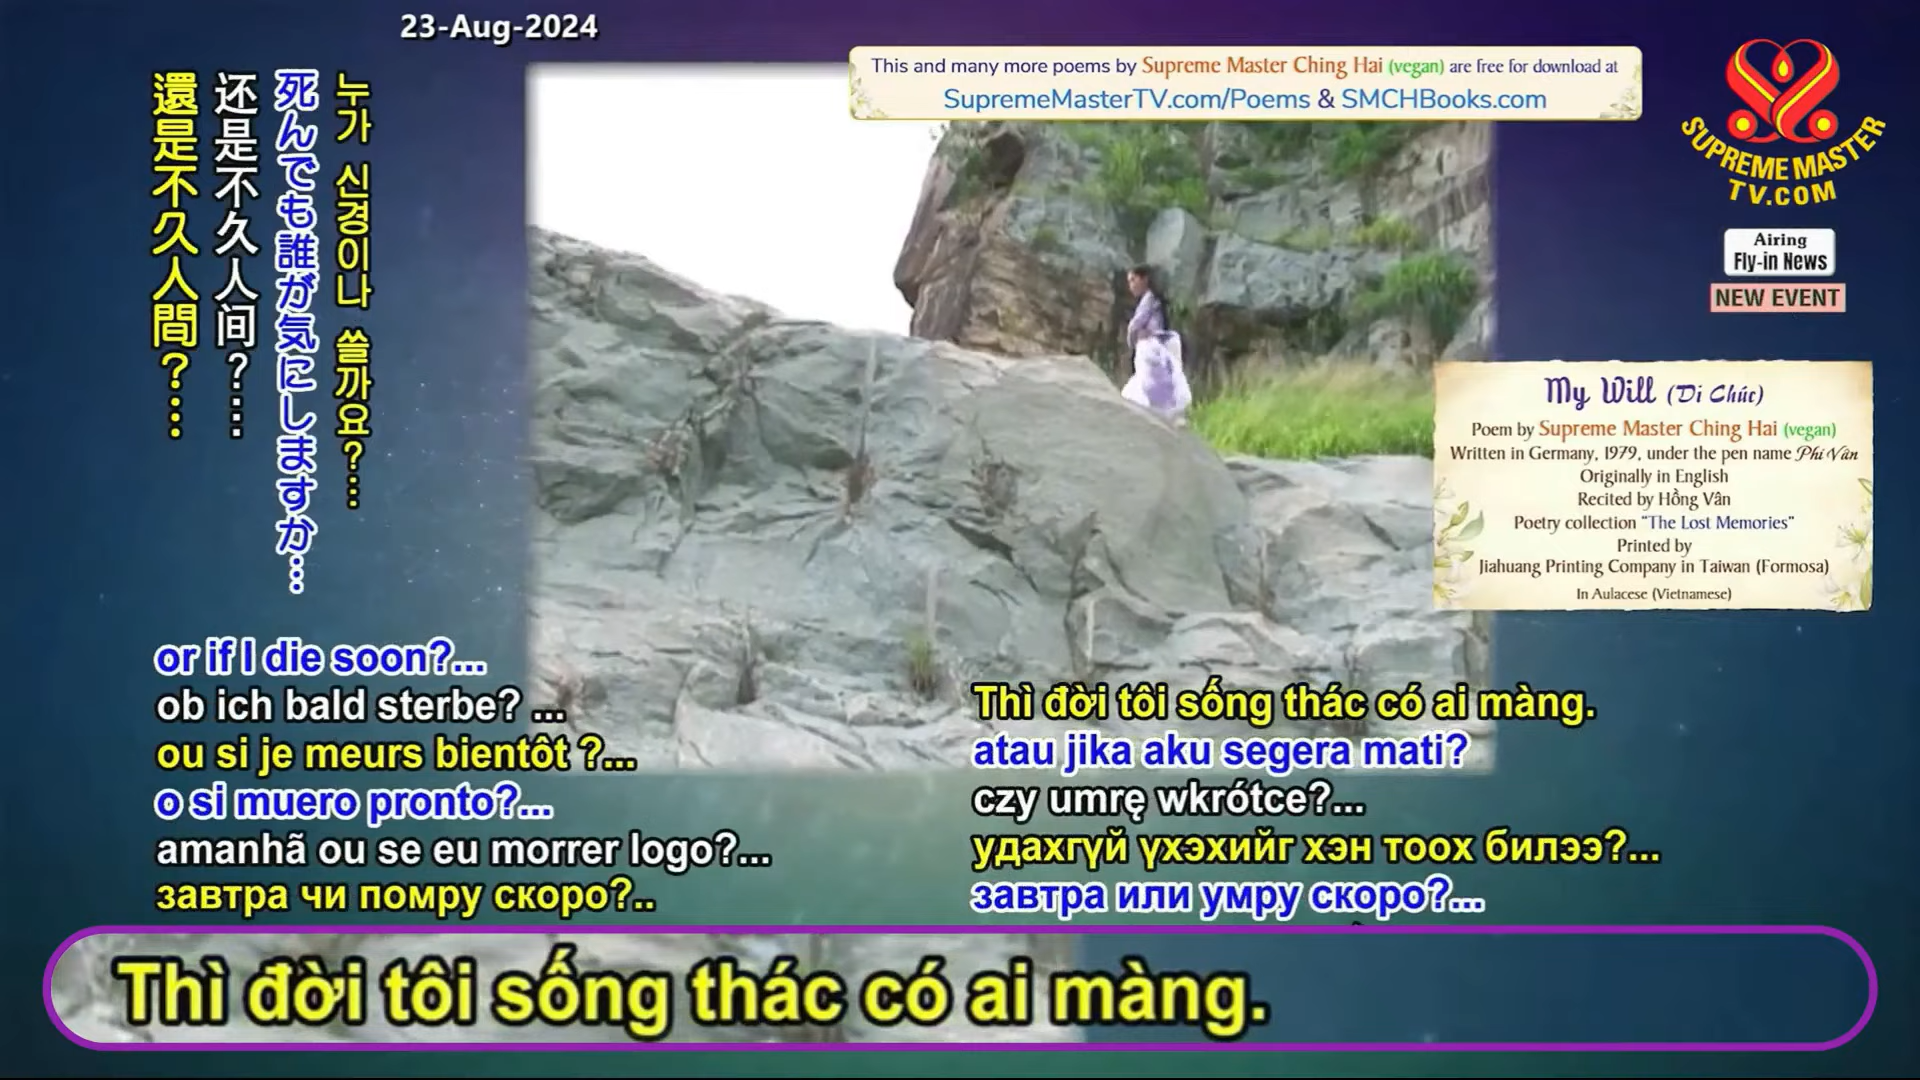 23-Aug-2024
This and many more poems by Supreme Master Ching Hai (vegan) are free for download at
SupremeMasterTV.com/Poems & SMCHBooks.com
SUPREME MASTER
TV.COM
Airing
Fly-in News
NEW EVENT
누가 신경이나 쓸까요?…
死んでも誰が気にしますか…
还是不久人间？…
還是不久人間？…
My Will (Di Chúc)
Poem by Supreme Master Ching Hai (vegan)
Written in Germany, 1979, under the pen name Phi Vân
Originally in English
Recited by Hồng Vân
Poetry collection "The Lost Memories"
Printed by
Jiahuang Printing Company in Taiwan (Formosa)
In Aulacese (Vietnamese)
or if I die soon?...
ob ich bald sterbe? ...
ou si je meurs bientôt ?...
o si muero pronto?...
amanhã ou se eu morrer logo?...
завтра чи помру скоро?..
Thì đời tôi sống thác có ai màng.
atau jika aku segera mati?
czy umrę wkrótce?...
удахгүй үхэхийг хэн тоох билээ?...
завтра или умру скоро?...
Thì đời tôi sống thác có ai màng.